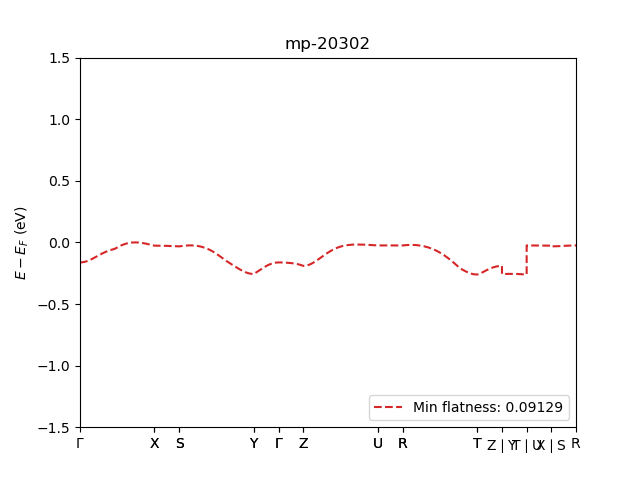 mp-20302
E − E_F (eV)
1.5
1.0
0.5
0.0
−0.5
−1.0
−1.5
Min flatness: 0.09129
Γ X S Y Γ Z U R T Z | Y T | U X | S R